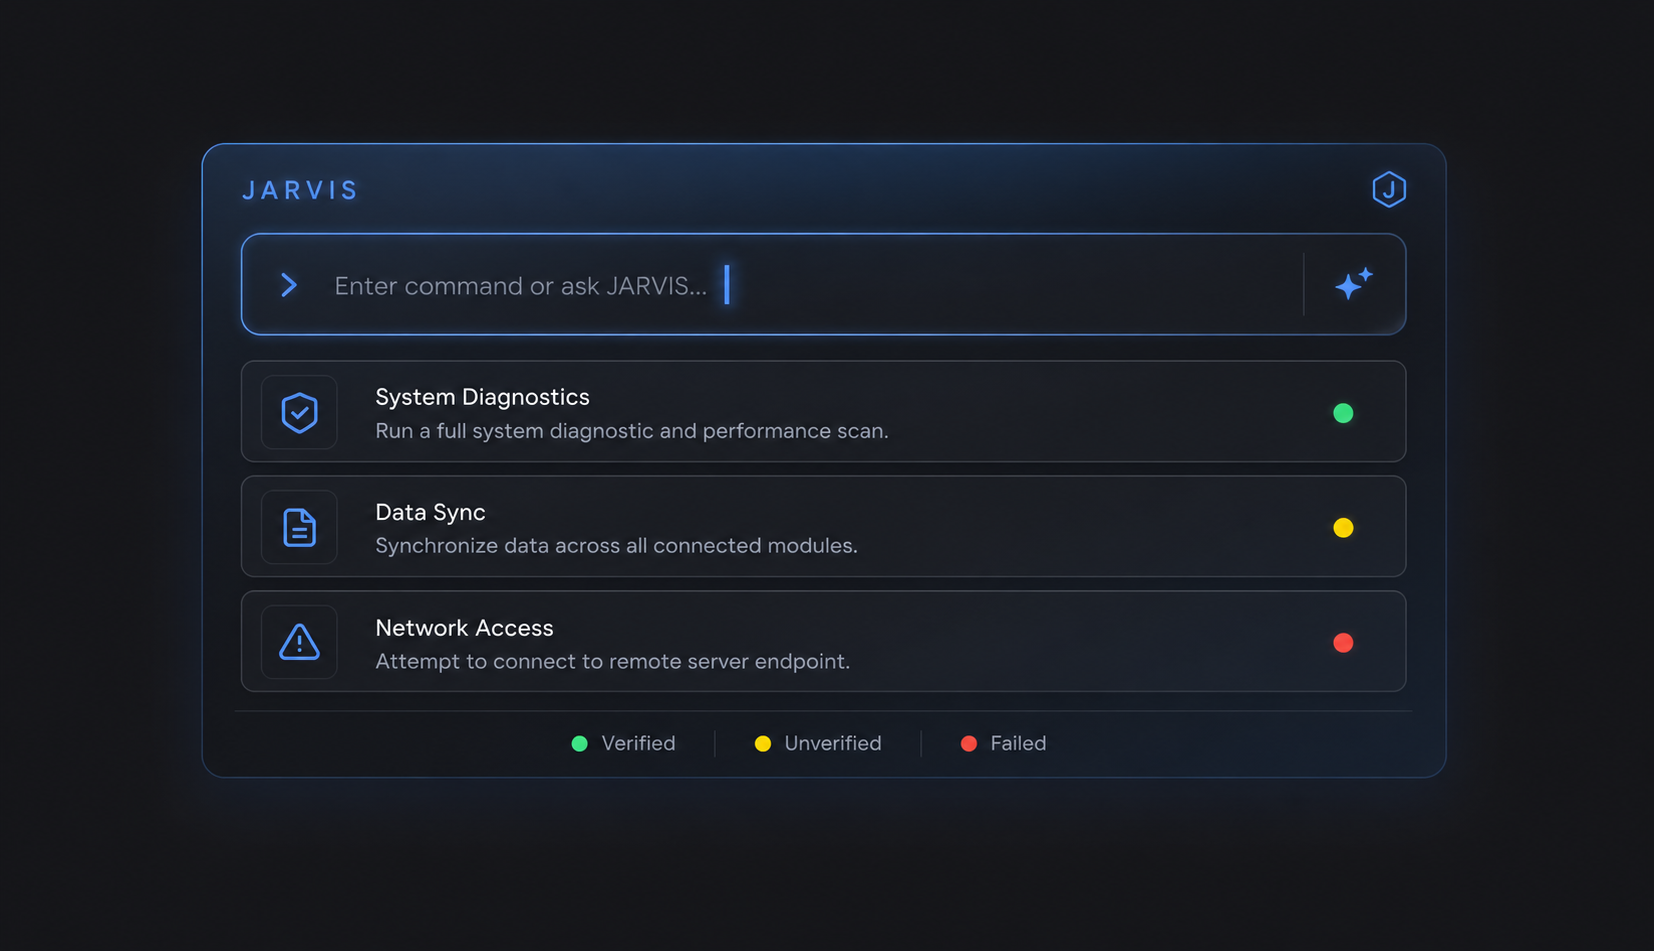 JARVIS
J
Enter command or ask JARVIS...
System Diagnostics
Run a full system diagnostic and performance scan.
Data Sync
Synchronize data across all connected modules.
Network Access
Attempt to connect to remote server endpoint.
Verified
Unverified
Failed